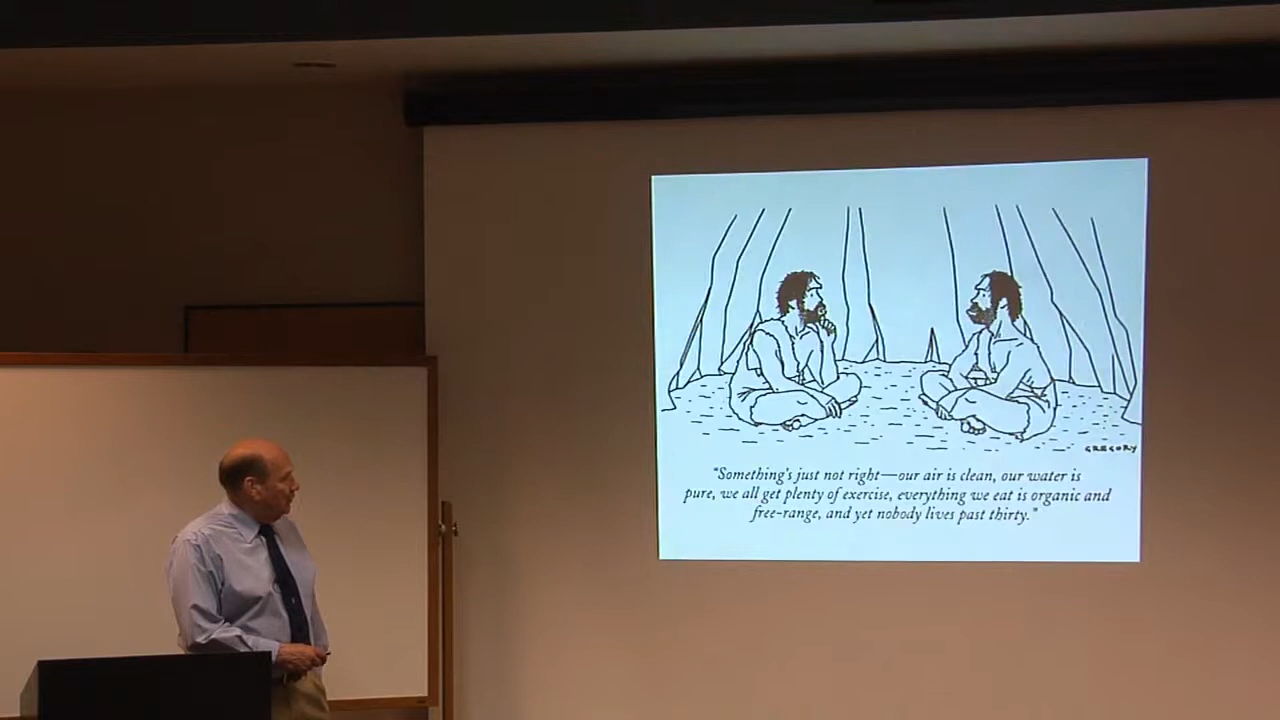 GREGORY
"Something's just not right—our air is clean, our water is
pure, we all get plenty of exercise, everything we eat is organic and
free-range, and yet nobody lives past thirty."